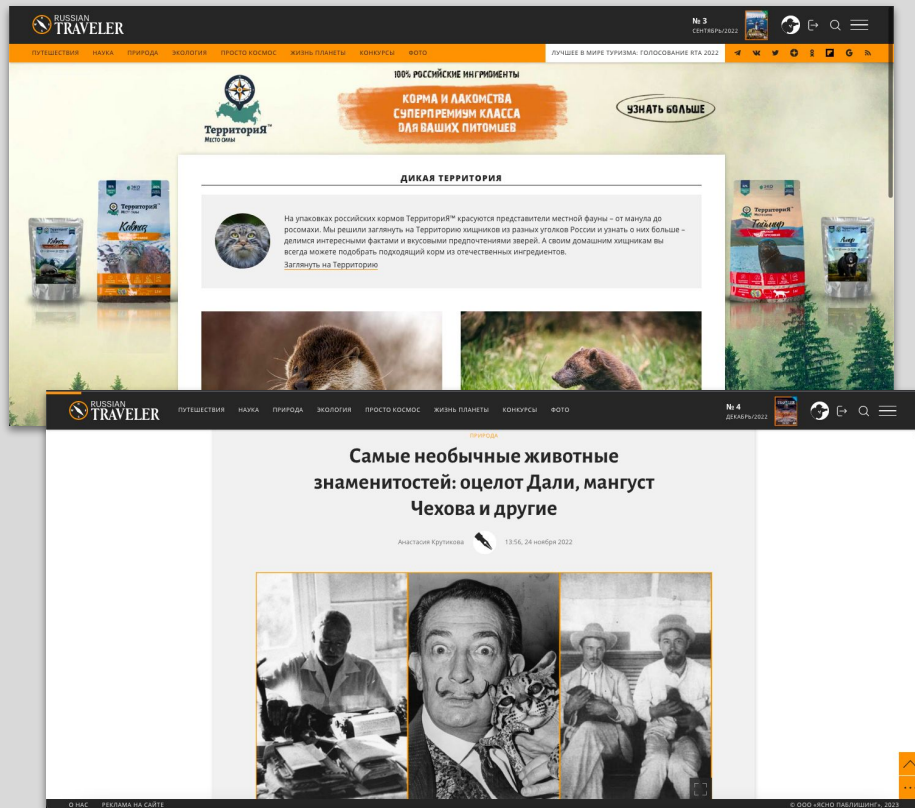 RUSSIAN
TRAVELER
№ 3
СЕНТЯБРЬ/2022
ПУТЕШЕСТВИЯ НАУКА ПРИРОДА ЭКОЛОГИЯ ПРОСТО КОСМОС ЖИЗНЬ ПЛАНЕТЫ КОНКУРСЫ ФОТО
ЛУЧШЕЕ В МИРЕ ТУРИЗМА: ГОЛОСОВАНИЕ RTA 2022
ТерриториЯ™
Место силы
100% РОССИЙСКИЕ ИНГРИДИЕНТЫ
КОРМА И ЛАКОМСТВА
СУПЕРПРЕМИУМ КЛАССА
ДЛЯ ВАШИХ ПИТОМЦЕВ
УЗНАТЬ БОЛЬШЕ
ДИКАЯ ТЕРРИТОРИЯ
На упаковках российских кормов ТерриториЯ™ красуются представители местной фауны – от манула до
росомахи. Мы решили заглянуть на Территорию хищников из разных уголков России и узнать о них больше –
делимся интересными фактами и вкусовыми предпочтениями зверей. А своим домашним хищникам вы
всегда можете подобрать подходящий корм из отечественных ингредиентов.
Заглянуть на Территорию
ТерриториЯ
Кавказ
ТерриториЯ
Таймыр
RUSSIAN
TRAVELER
ПУТЕШЕСТВИЯ НАУКА ПРИРОДА ЭКОЛОГИЯ ПРОСТО КОСМОС ЖИЗНЬ ПЛАНЕТЫ КОНКУРСЫ ФОТО
№ 4
ДЕКАБРЬ/2022
ПРИРОДА
Самые необычные животные
знаменитостей: оцелот Дали, мангуст
Чехова и другие
Анастасия Крутикова 13:56, 24 ноября 2022
О НАС РЕКЛАМА НА САЙТЕ
© ООО «ЯСНО ПАБЛИШИНГ», 2023